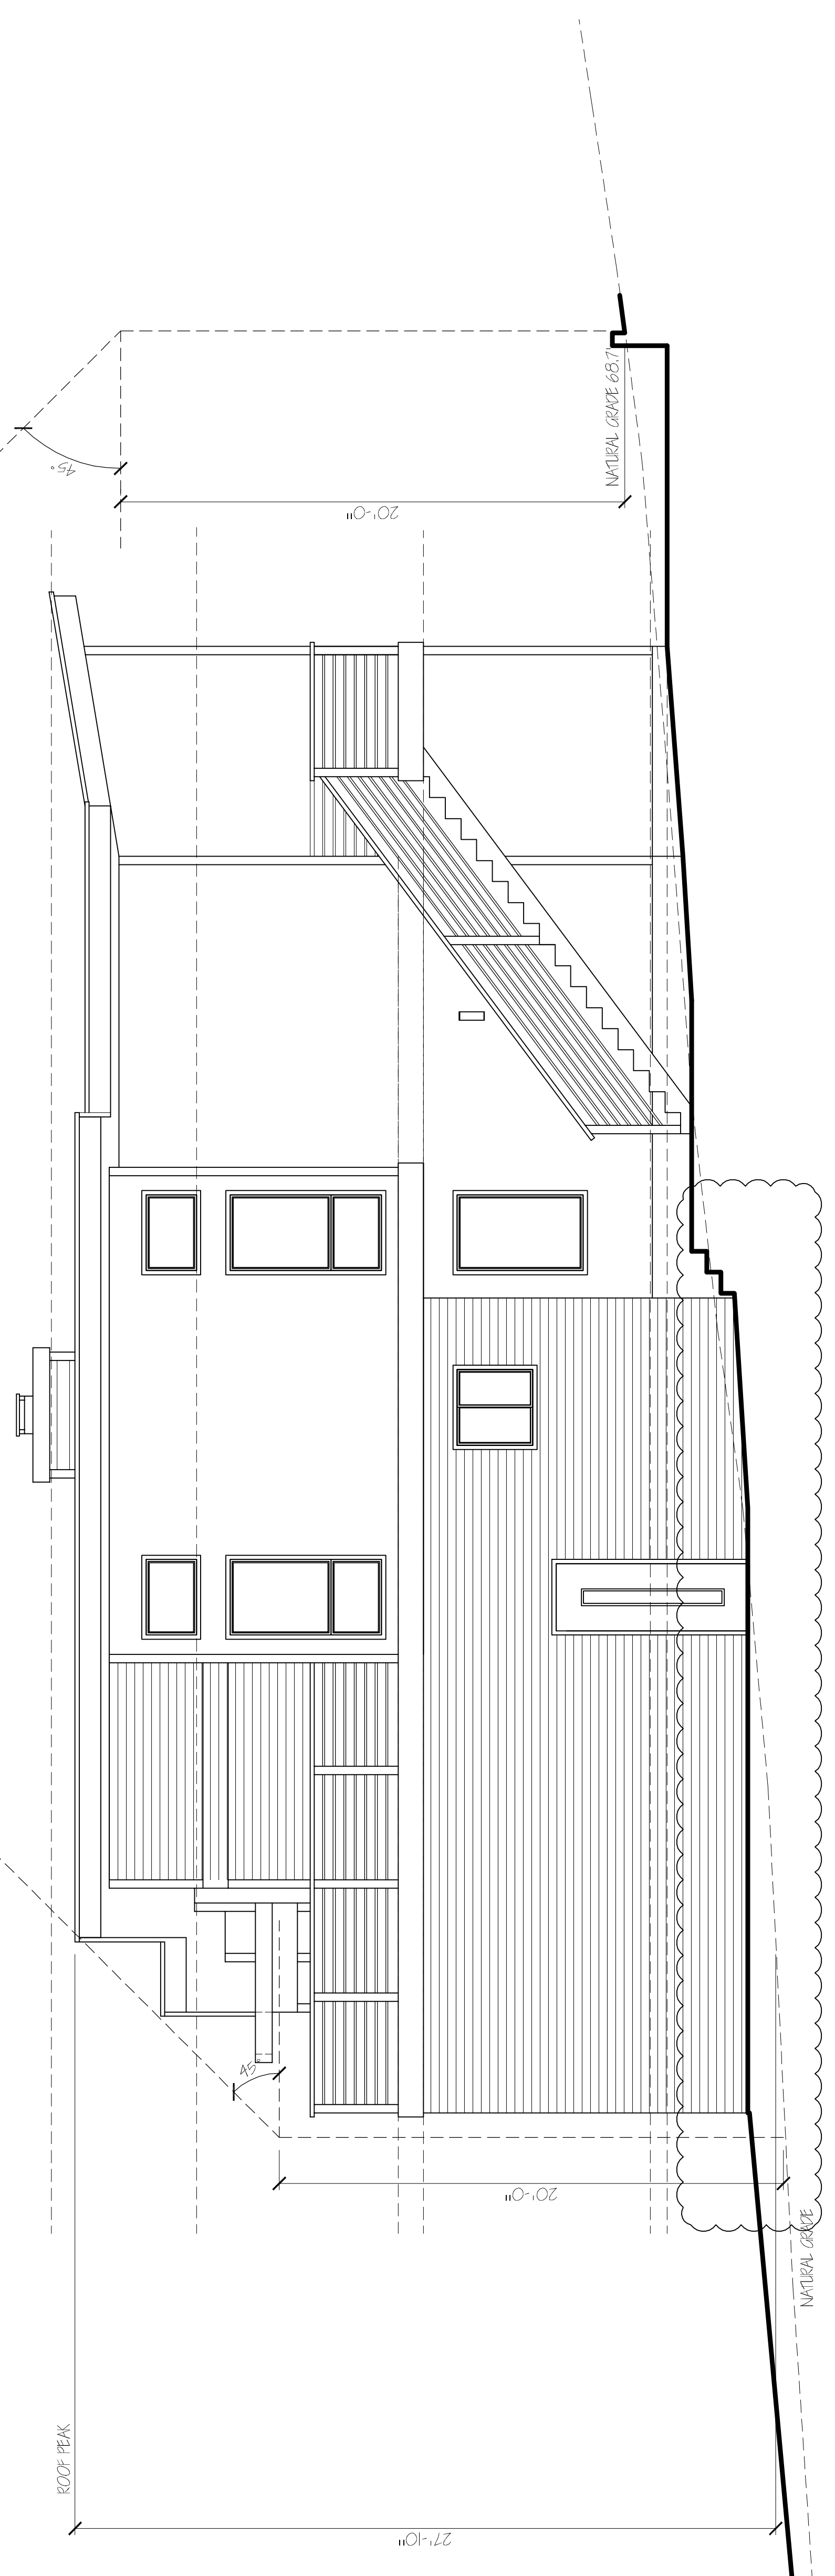 45°
20'-0"
NATURAL GRADE 68.7'
45°
20'-0"
NATURAL GRADE
ROOF PEAK
27'-10"